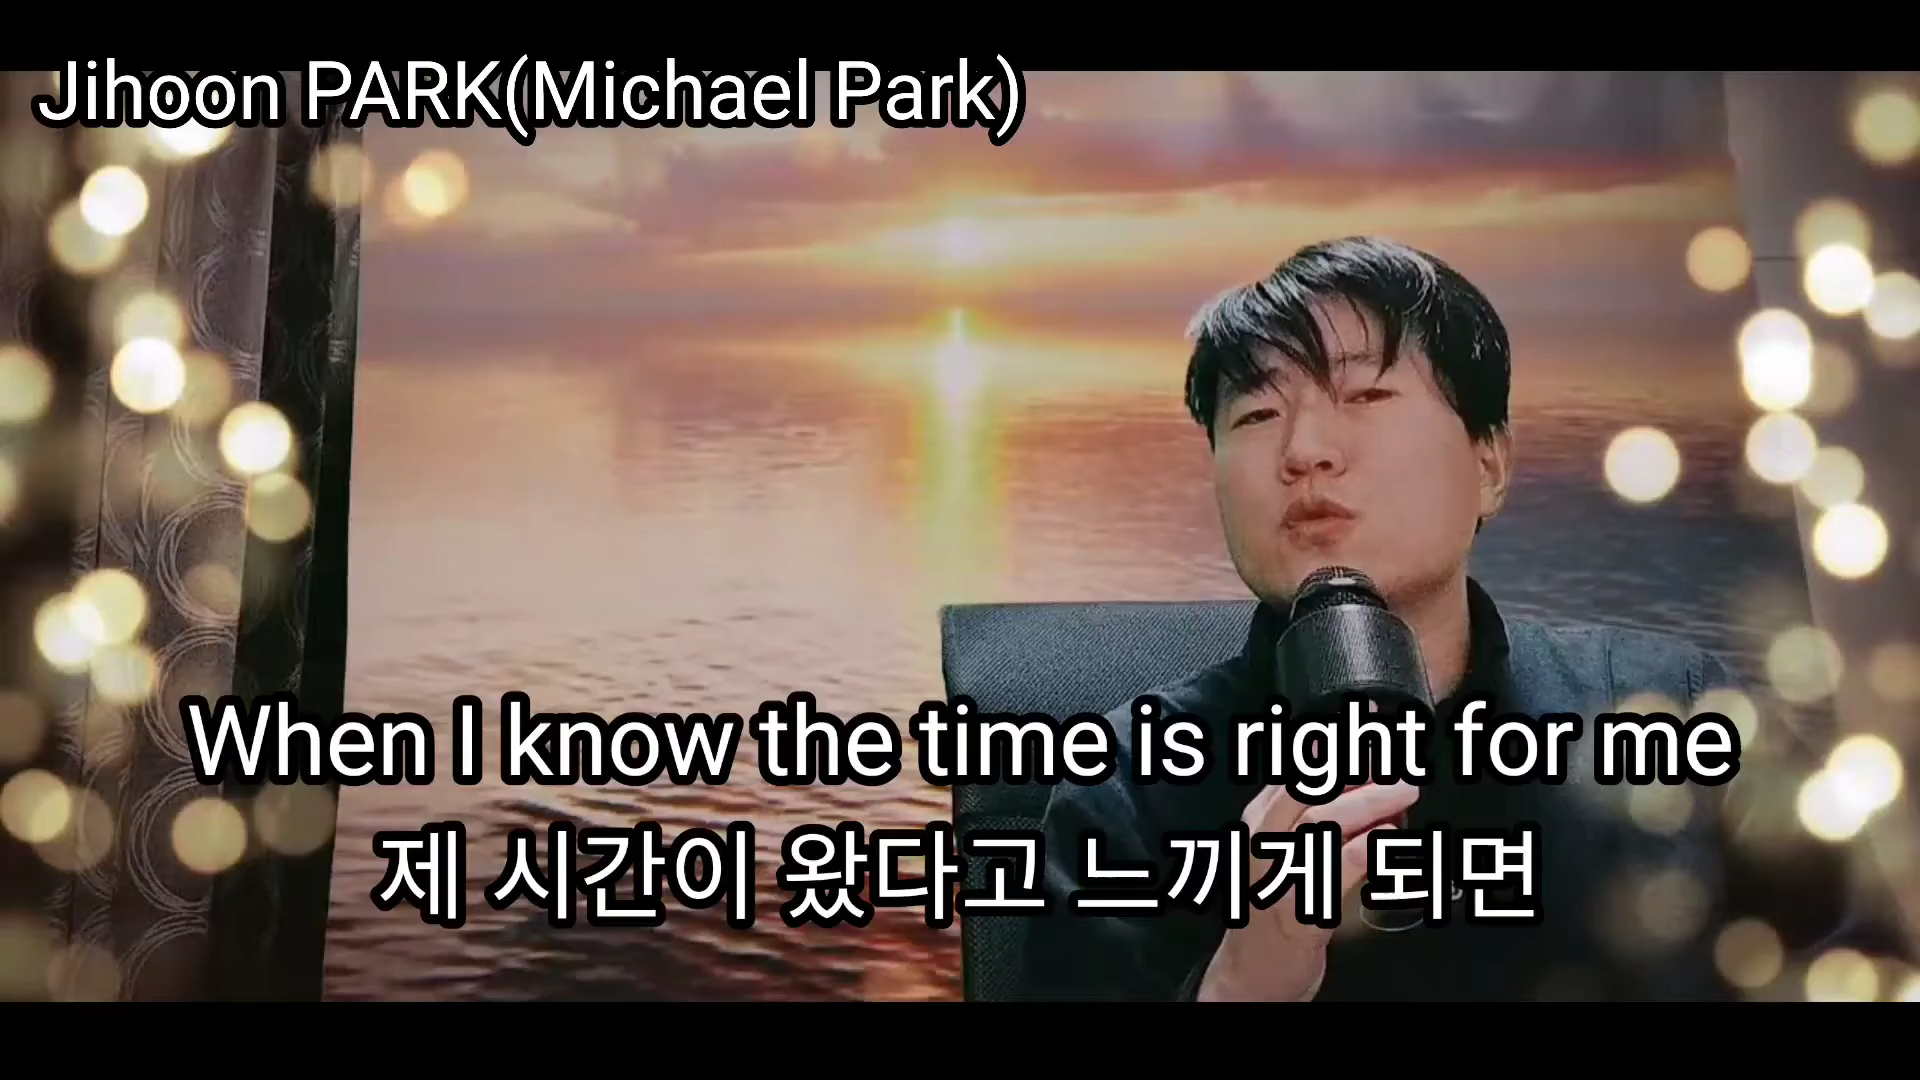 Jihoon PARK(Michael Park)
When I know the time is right for me
제 시간이 왔다고 느끼게 되면